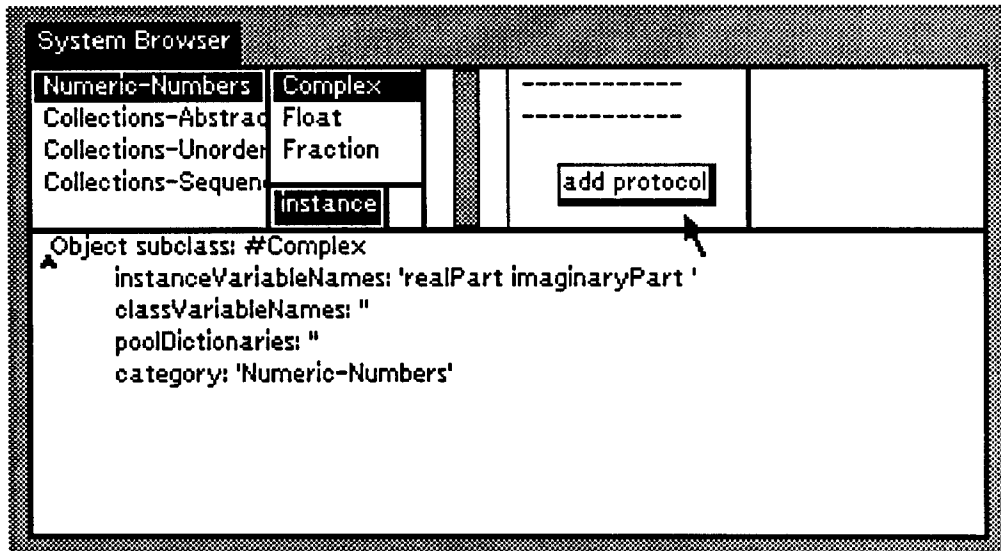 System Browser
Numeric-Numbers
Collections-Abstrac
Collections-Unorder
Collections-Sequenc
Complex
Float
Fraction
instance
------------
------------
add protocol
Object subclass: #Complex
instanceVariableNames: 'realPart imaginaryPart '
classVariableNames: ''
poolDictionaries: ''
category: 'Numeric-Numbers'